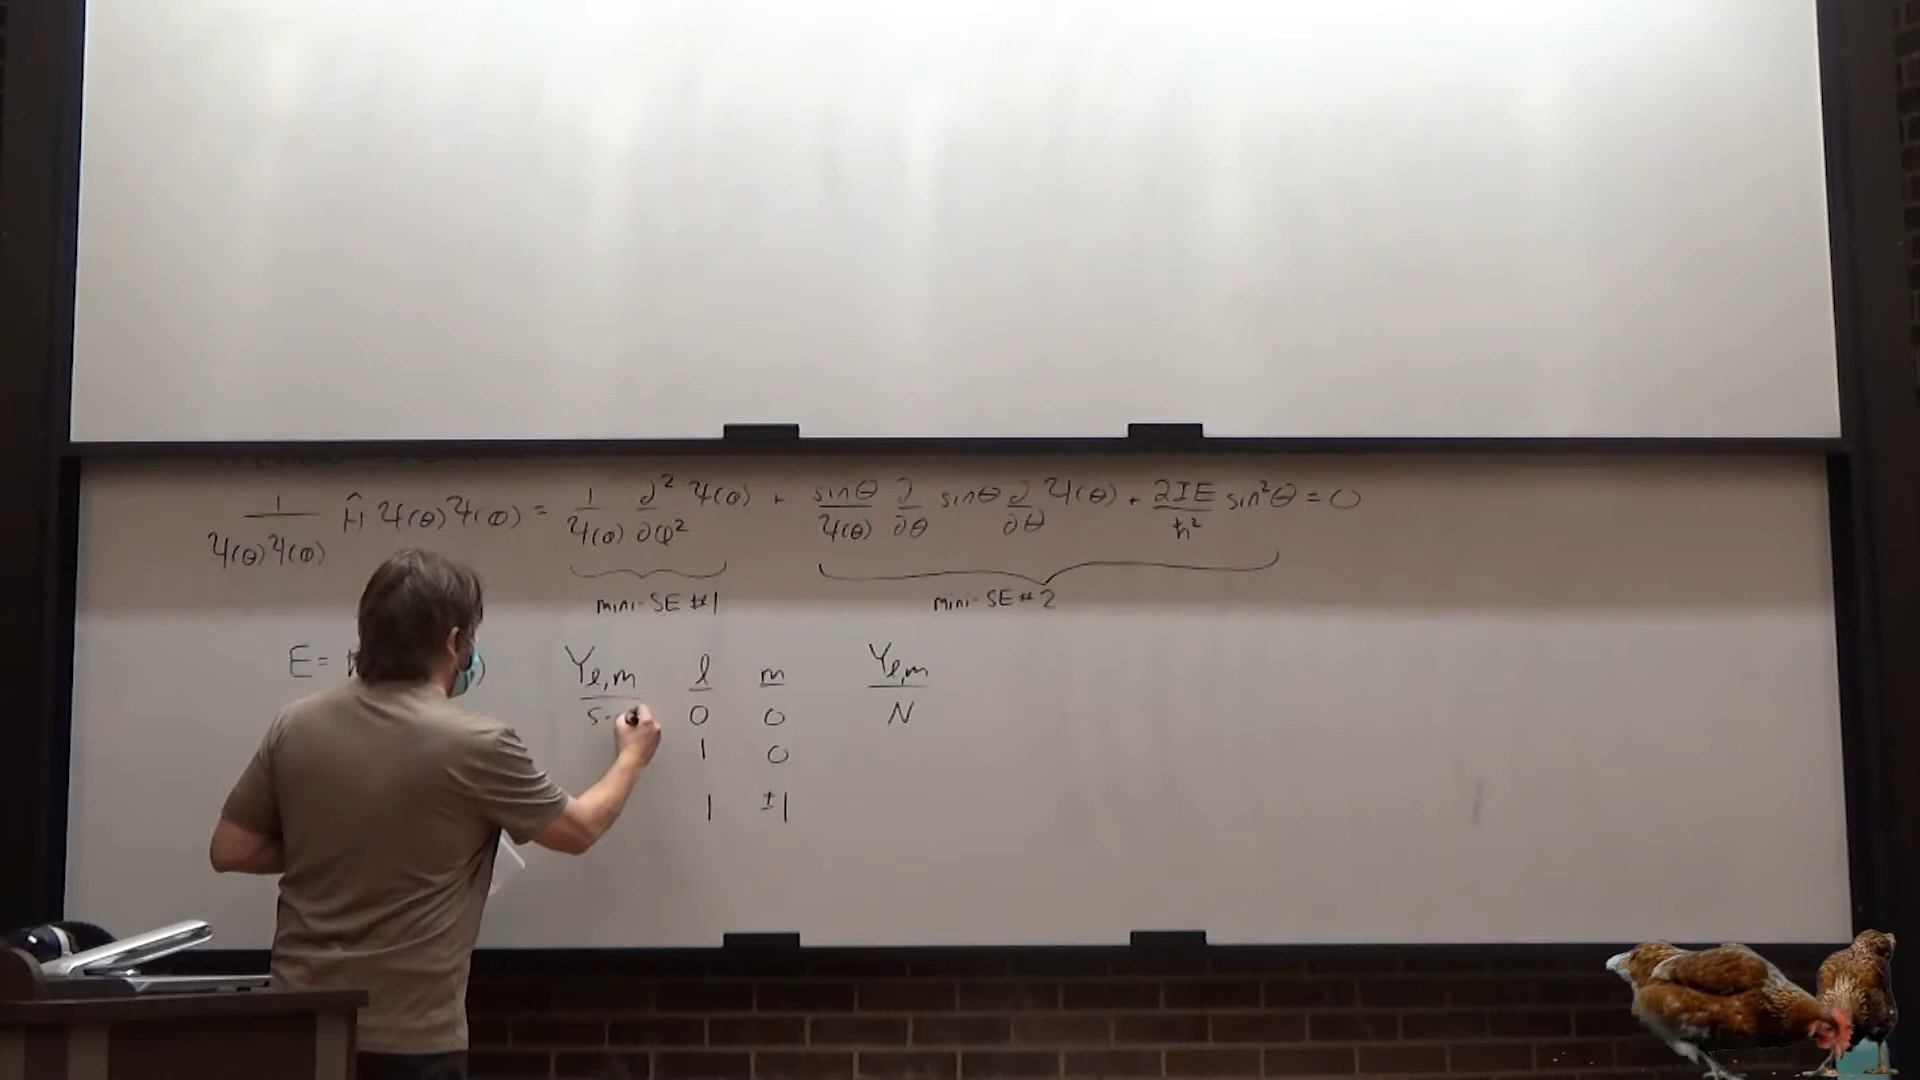 1/(Ψ(θ)Ψ(Φ)) Ĥ Ψ(θ)Ψ(Φ) = 1/Ψ(Φ) ∂²/∂Φ² Ψ(Φ) + sinθ/Ψ(θ) ∂/∂θ sinθ ∂/∂θ Ψ(θ) + 2IE/ħ² sin²θ = 0
mini-SE #1 mini-SE #2
E= Yℓ,m ℓ m Yℓ,m
0 0 N
1 0
1 ±1